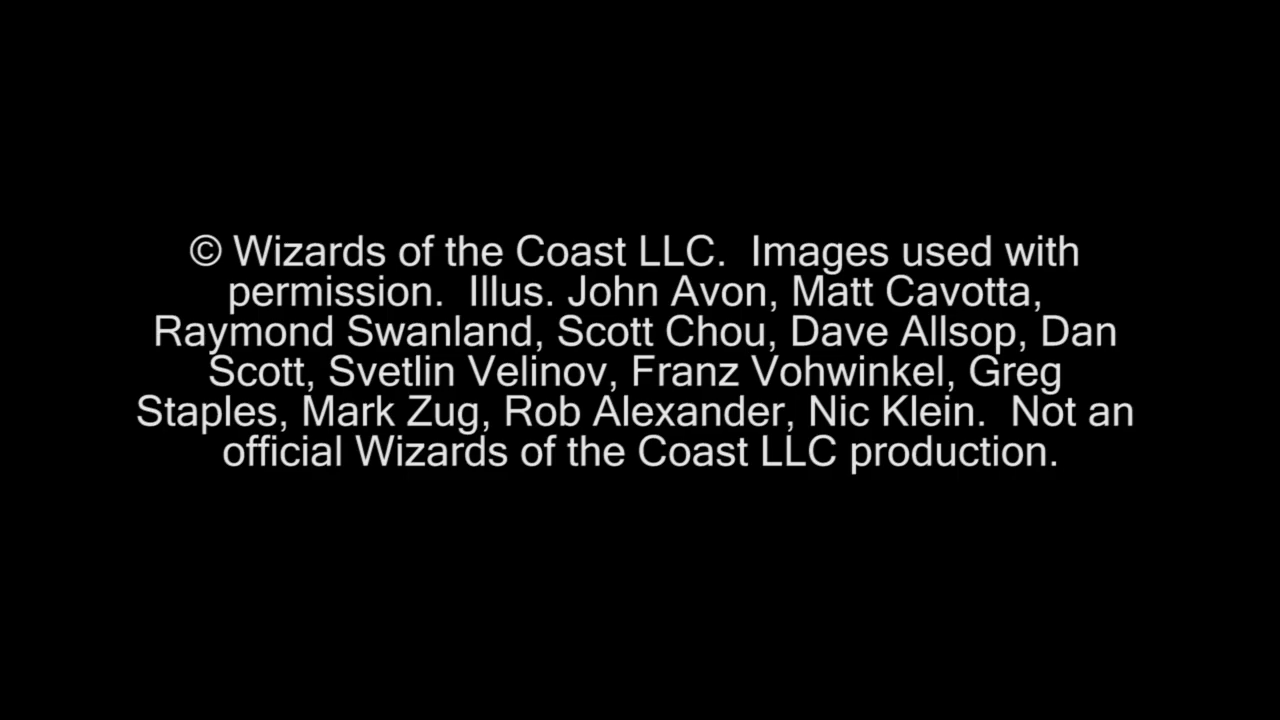 © Wizards of the Coast LLC.  Images used with
permission.  Illus. John Avon, Matt Cavotta,
Raymond Swanland, Scott Chou, Dave Allsop, Dan
Scott, Svetlin Velinov, Franz Vohwinkel, Greg
Staples, Mark Zug, Rob Alexander, Nic Klein.  Not an
official Wizards of the Coast LLC production.